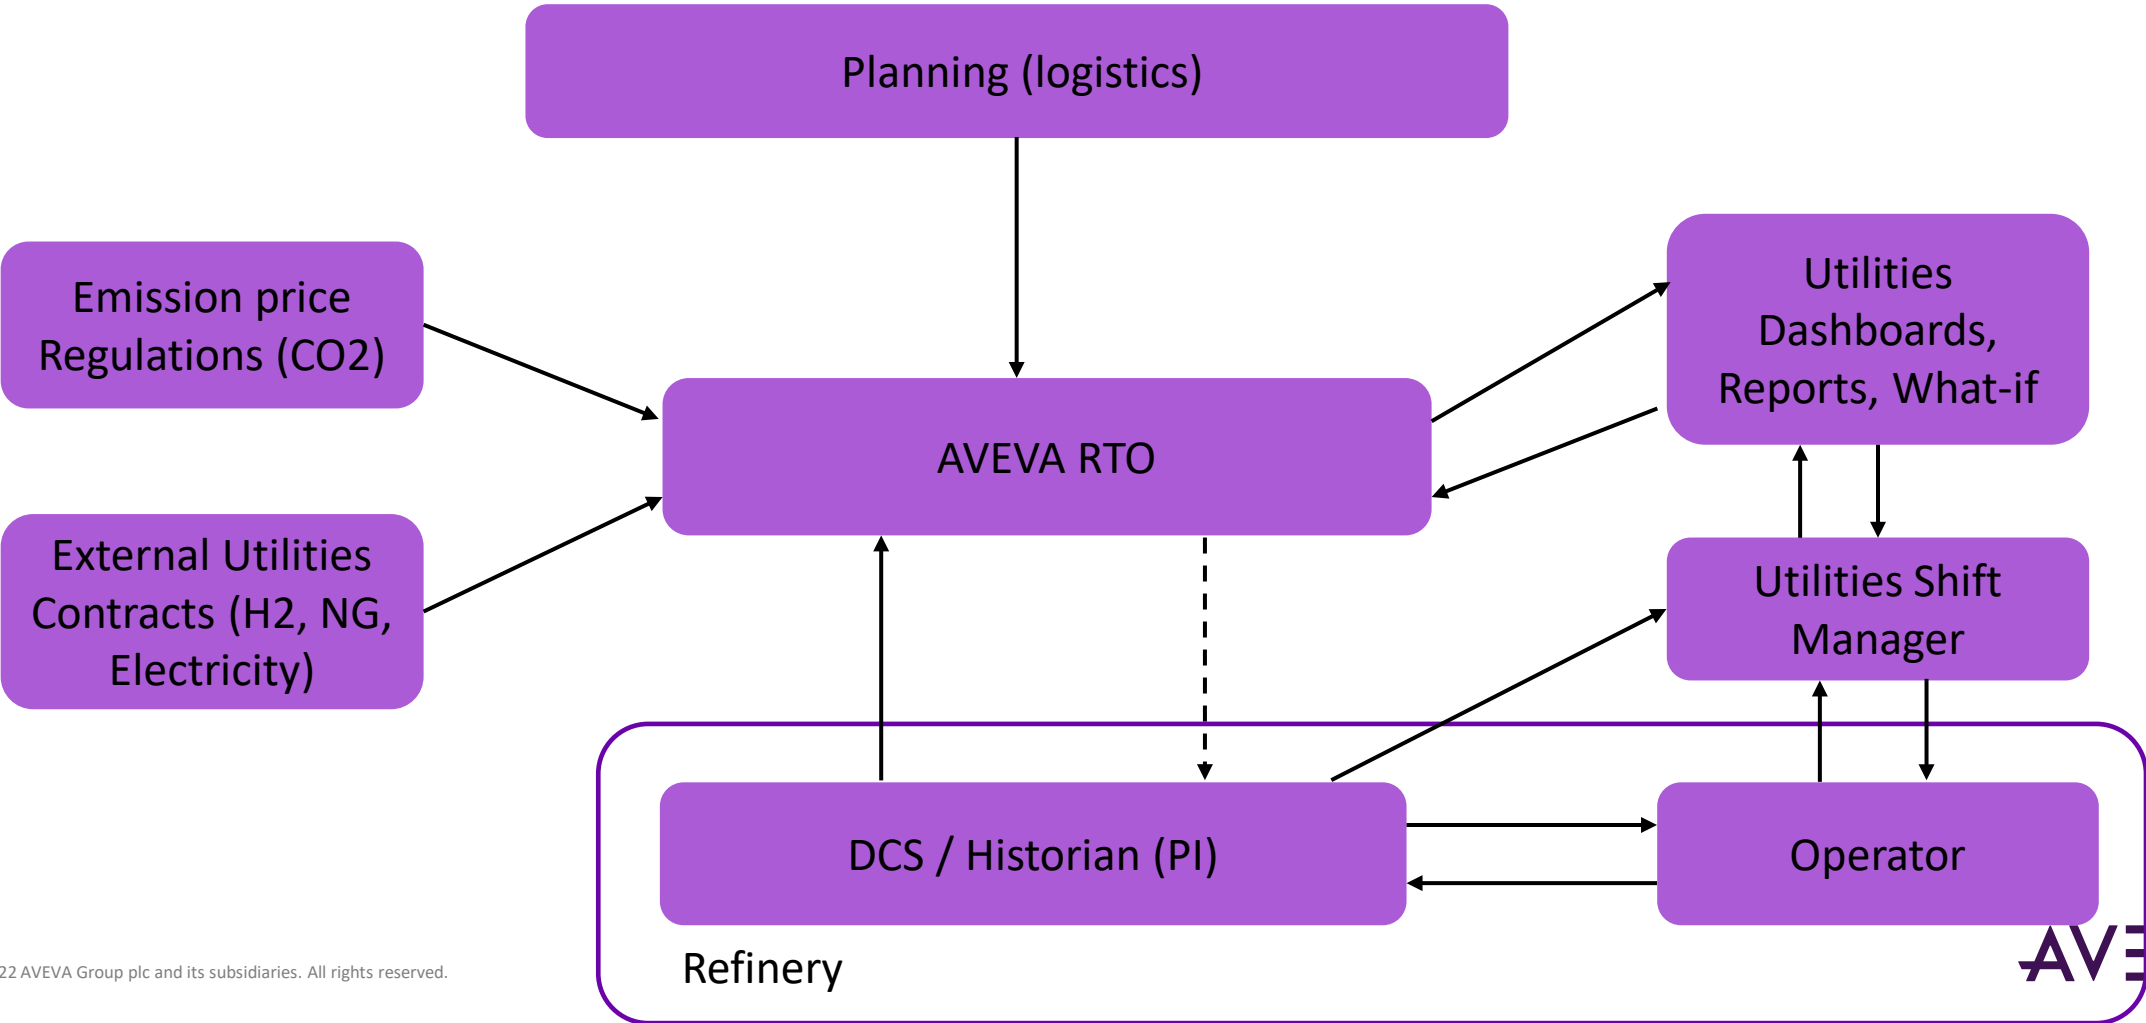 Planning (logistics)
Emission price
Regulations (CO2)
Utilities
Dashboards,
Reports, What-if
AVEVA RTO
External Utilities
Contracts (H2, NG,
Electricity)
Utilities Shift
Manager
DCS / Historian (PI)
Operator
Refinery
22 AVEVA Group plc and its subsidiaries. All rights reserved.